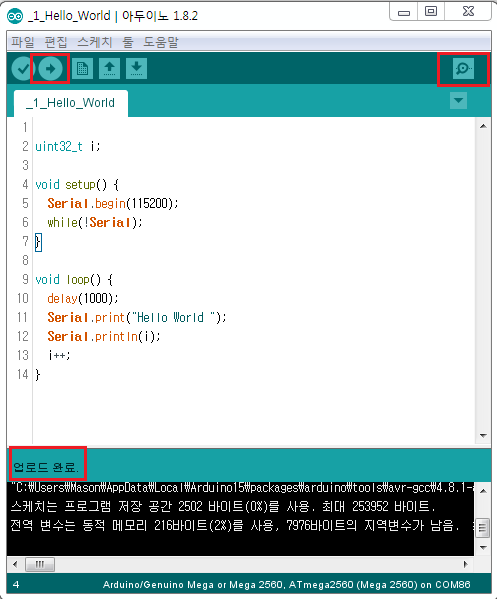 _1_Hello_World | 아두이노 1.8.2
파일 편집 스케치 툴 도움말
_1_Hello_World
1
2 uint32_t i;
3
4 void setup() {
5 Serial.begin(115200);
6 while(!Serial);
7 }
8
9 void loop() {
10 delay(1000);
11 Serial.print("Hello World ");
12 Serial.println(i);
13 i++;
14 }
업로드 완료.
"C:₩Users₩Mason₩AppData₩Local₩Arduino15₩packages₩arduino₩tools₩avr-gcc₩4.8.1-
스케치는 프로그램 저장 공간 2502 바이트(0%)를 사용. 최대 253952 바이트.
전역 변수는 동적 메모리 216바이트(2%)를 사용, 7976바이트의 지역변수가 남음.
4 Arduino/Genuino Mega or Mega 2560, ATmega2560 (Mega 2560) on COM86